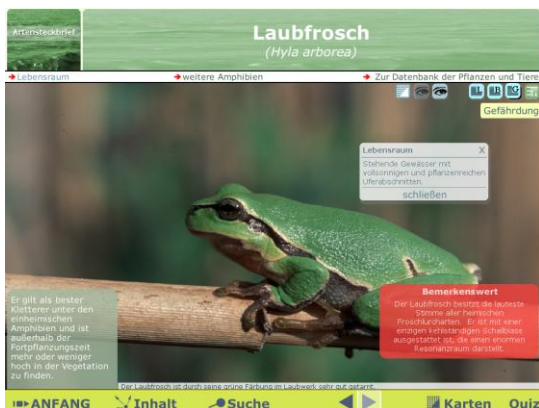 Artensteckbrief
Laubfrosch
(Hyla arborea)
Lebensraum
weitere Amphibien
Zur Datenbank der Pflanzen und Tiere
Gefährdung
Lebensraum X
Stehende Gewässer mit
vollsonnigen und pflanzenreichen
Uferabschnitten.
schließen
Er gilt als bester
Kletterer unter den
einheimischen
Amphibien und ist
außerhalb der
Fortpflanzungszeit
mehr oder weniger
hoch in der Vegetation
zu finden.
Bemerkenswert
Der Laubfrosch besitzt die lauteste
Stimme aller heimischen
Froschlurcharten. Er ist mit einer
einzigen kehlständigen Schallblase
ausgestattet ist, die einen enormen
Resonanzraum darstellt.
Der Laubfrosch ist durch seine grüne Färbung im Laubwerk sehr gut getarnt.
ANFANG
Inhalt
Suche
Karten
Quiz